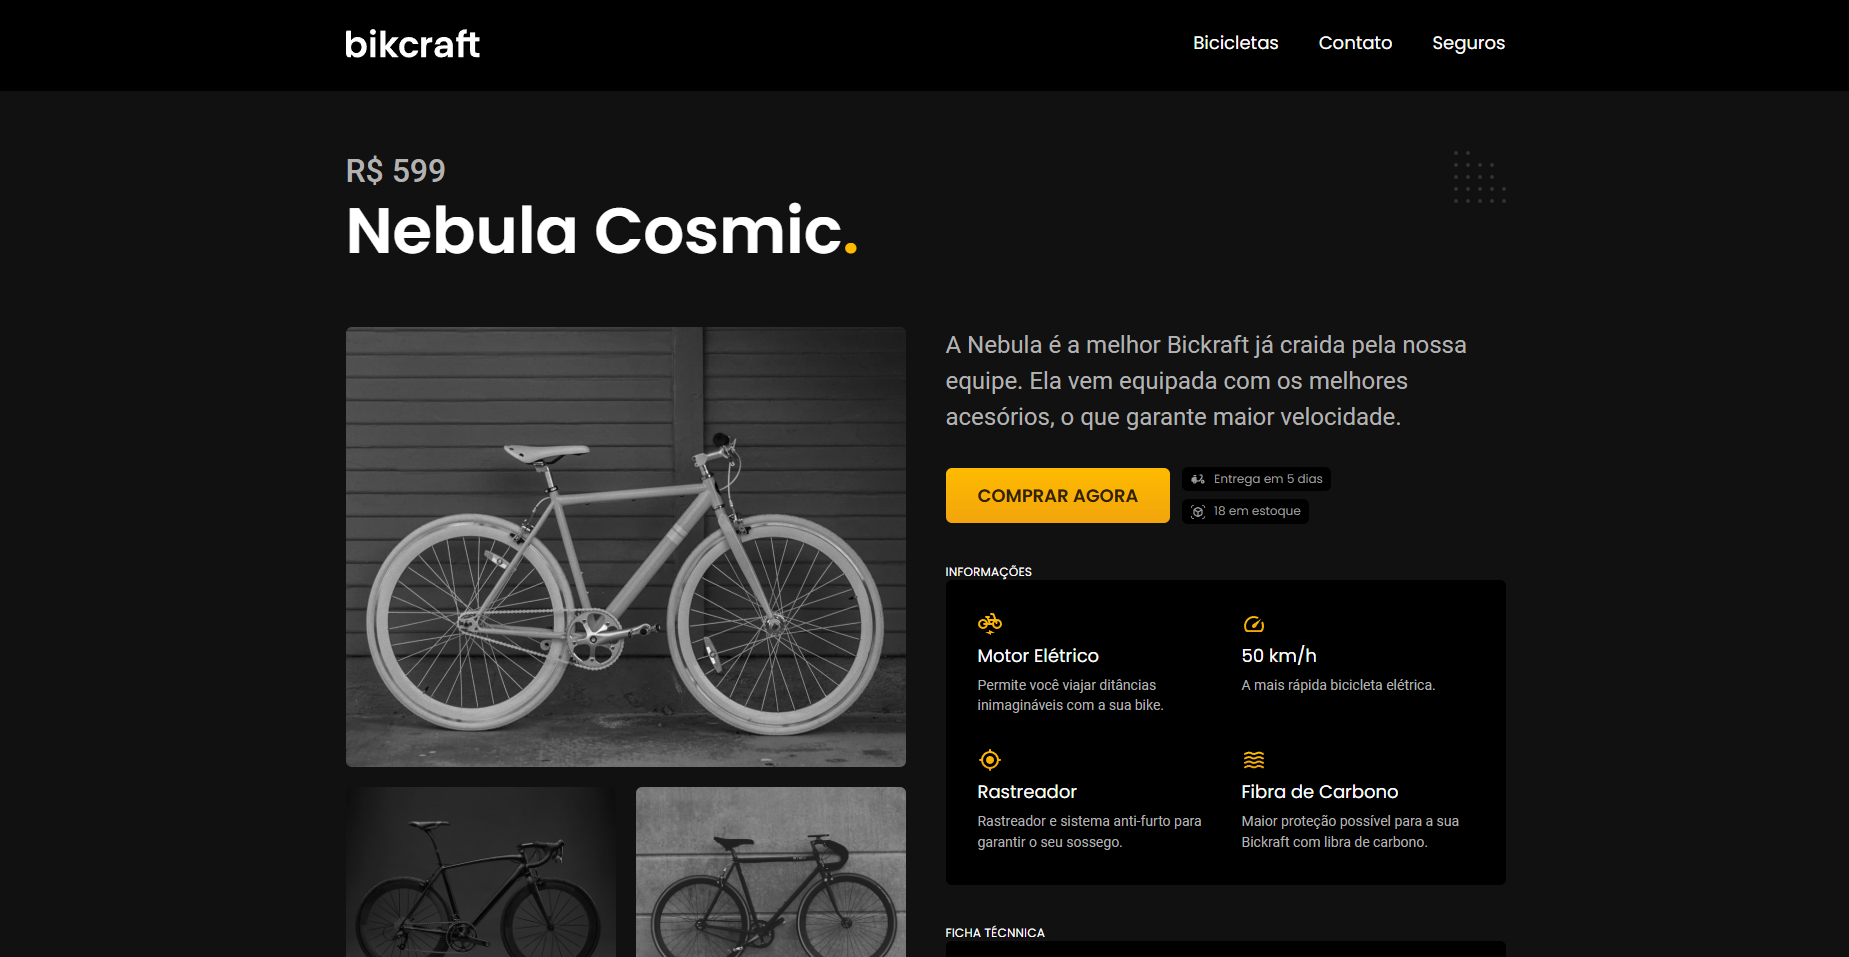 bikcraft
Bicicletas
Contato
Seguros
R$ 599
Nebula Cosmic.
A Nebula é a melhor Bickraft já craida pela nossa
equipe. Ela vem equipada com os melhores
acesórios, o que garante maior velocidade.
COMPRAR AGORA
Entrega em 5 dias
18 em estoque
INFORMAÇÕES
Motor Elétrico
Permite você viajar ditâncias
inimagináveis com a sua bike.
50 km/h
A mais rápida bicicleta elétrica.
Rastreador
Rastreador e sistema anti-furto para
garantir o seu sossego.
Fibra de Carbono
Maior proteção possível para a sua
Bickraft com libra de carbono.
FICHA TÉCNNICA